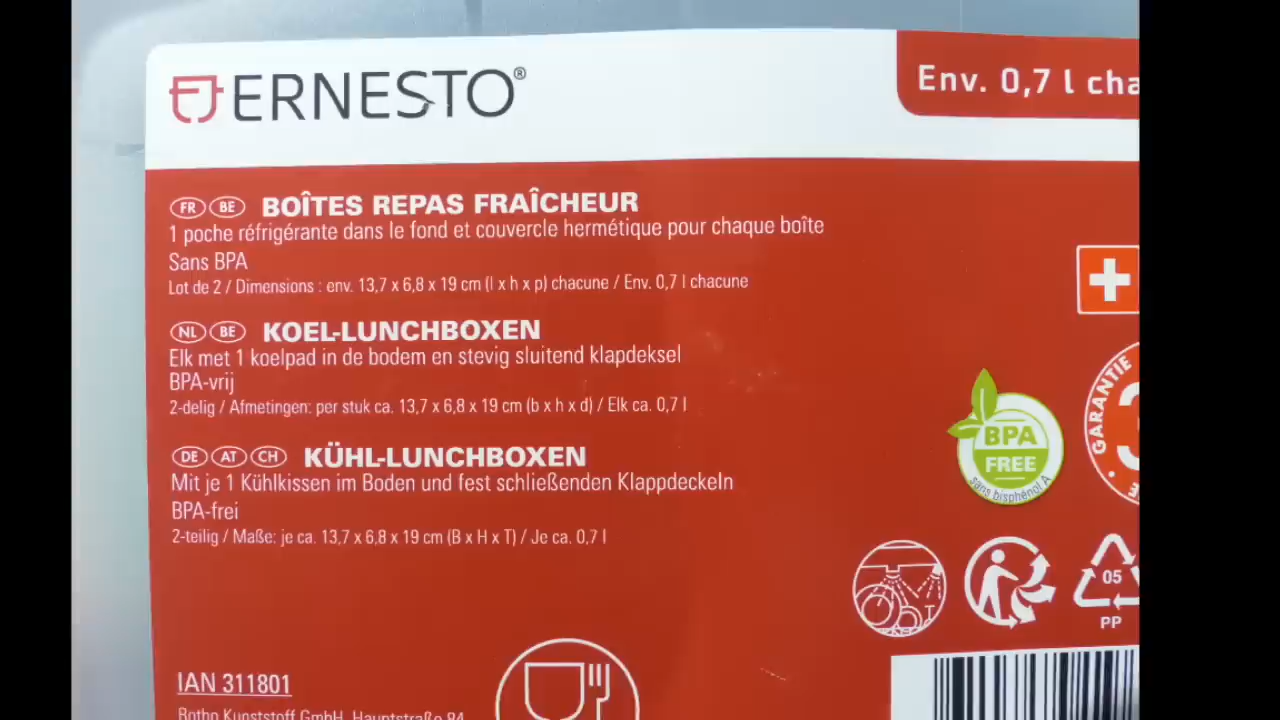 ERNESTO®
Env. 0,7 l cha
FR BE BOÎTES REPAS FRAÎCHEUR
1 poche réfrigérante dans le fond et couvercle hermétique pour chaque boîte
Sans BPA
Lot de 2 / Dimensions : env. 13,7 x 6,8 x 19 cm (l x h x p) chacune / Env. 0,7 l chacune
NL BE KOEL-LUNCHBOXEN
Elk met 1 koelpad in de bodem en stevig sluitend klapdeksel
BPA-vrij
2-delig / Afmetingen: per stuk ca. 13,7 x 6,8 x 19 cm (b x h x d) / Elk ca. 0,7 l
DE AT CH KÜHL-LUNCHBOXEN
Mit je 1 Kühlkissen im Boden und fest schließenden Klappdeckeln
BPA-frei
2-teilig / Maße: je ca. 13,7 x 6,8 x 19 cm (B x H x T) / Je ca. 0,7 l
GARANTIE
3
BPA
FREE
sans bisphénol A
05
PP
IAN 311801
Rotho Kunststoff GmbH, Hauptstraße 84